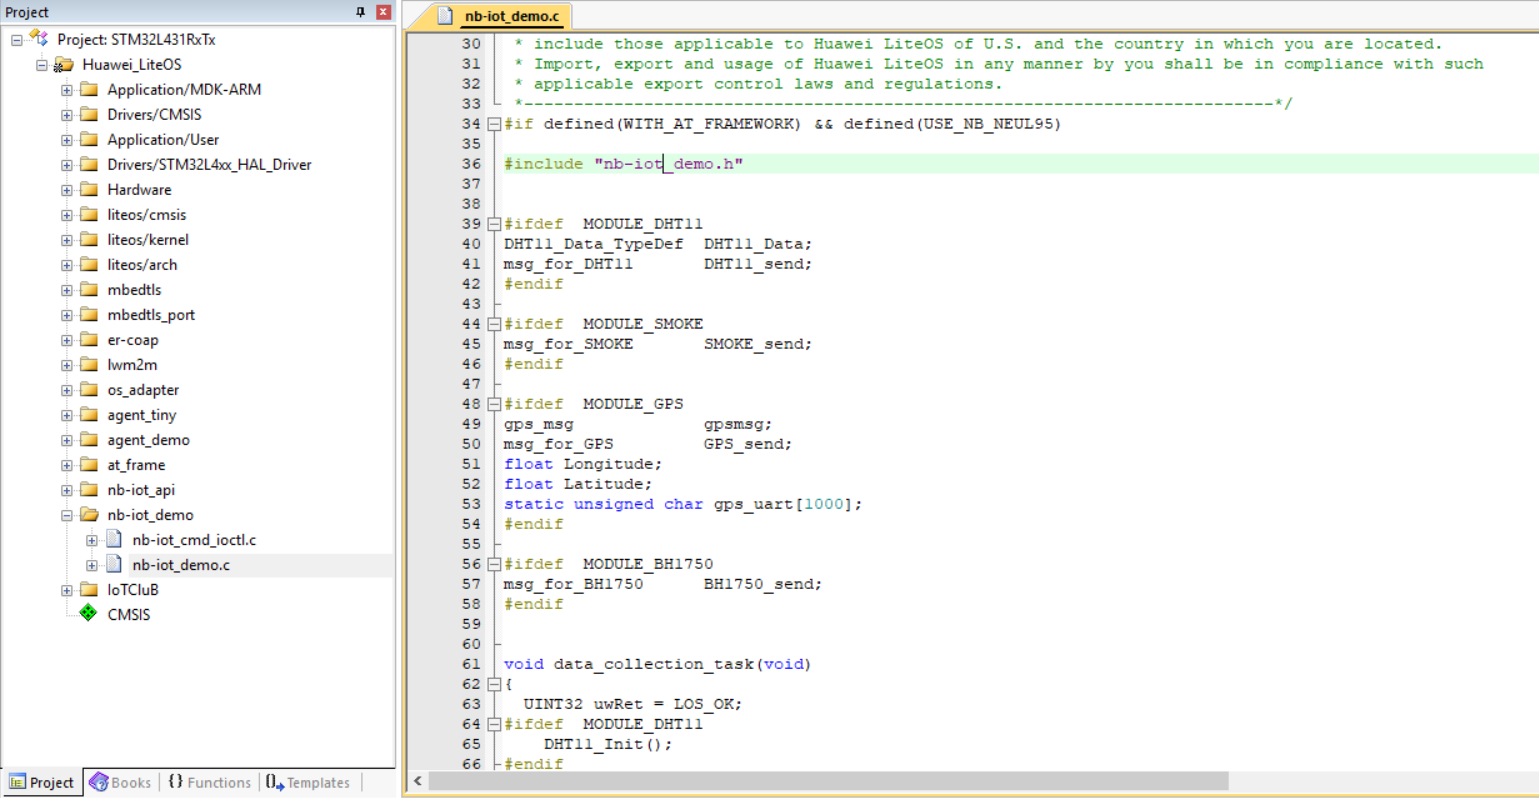 Project
Project: STM32L431RxTx
Huawei_LiteOS
Application/MDK-ARM
Drivers/CMSIS
Application/User
Drivers/STM32L4xx_HAL_Driver
Hardware
liteos/cmsis
liteos/kernel
liteos/arch
mbedtls
mbedtls_port
er-coap
lwm2m
os_adapter
agent_tiny
agent_demo
at_frame
nb-iot_api
nb-iot_demo
nb-iot_cmd_ioctl.c
nb-iot_demo.c
IoTCluB
CMSIS
Project
Books
{} Functions
Templates
nb-iot_demo.c
30 * include those applicable to Huawei LiteOS of U.S. and the country in which you are located.
31 * Import, export and usage of Huawei LiteOS in any manner by you shall be in compliance with such
32 * applicable export control laws and regulations.
33 *---------------------------------------------------------------------------*/
34 #if defined(WITH_AT_FRAMEWORK) && defined(USE_NB_NEUL95)
35
36 #include "nb-iot_demo.h"
37
38
39 #ifdef  MODULE_DHT11
40 DHT11_Data_TypeDef  DHT11_Data;
41 msg_for_DHT11       DHT11_send;
42 #endif
43
44 #ifdef  MODULE_SMOKE
45 msg_for_SMOKE       SMOKE_send;
46 #endif
47
48 #ifdef  MODULE_GPS
49 gps_msg             gpsmsg;
50 msg_for_GPS         GPS_send;
51 float Longitude;
52 float Latitude;
53 static unsigned char gps_uart[1000];
54 #endif
55
56 #ifdef  MODULE_BH1750
57 msg_for_BH1750      BH1750_send;
58 #endif
59
60
61 void data_collection_task(void)
62 {
63   UINT32 uwRet = LOS_OK;
64 #ifdef  MODULE_DHT11
65     DHT11_Init();
66 #endif